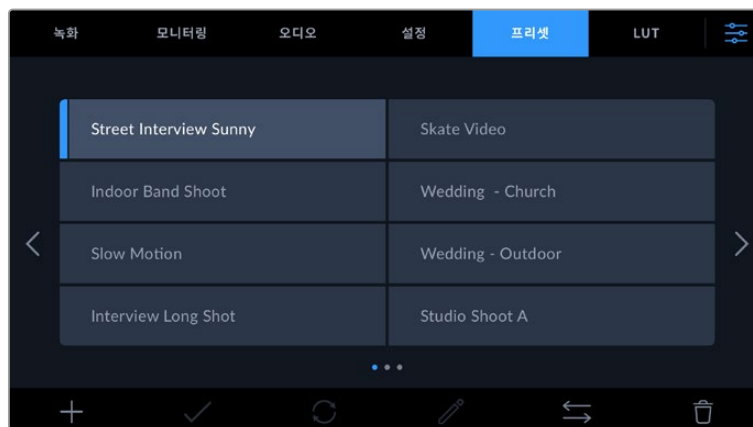 녹화 모니터링 오디오 설정 프리셋 LUT
Street Interview Sunny Skate Video
Indoor Band Shoot Wedding - Church
Slow Motion Wedding - Outdoor
Interview Long Shot Studio Shoot A